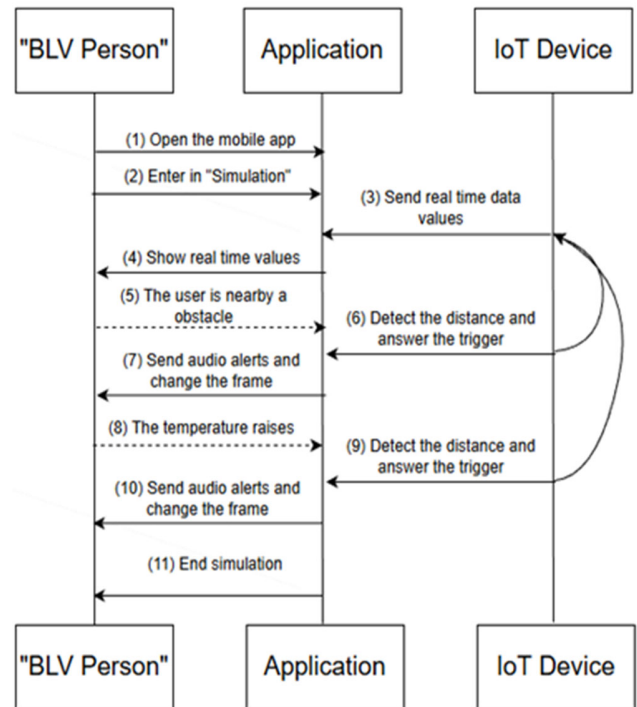 "BLV Person"
Application
IoT Device
(1) Open the mobile app
(2) Enter in "Simulation"
(3) Send real time data
values
(4) Show real time values
(5) The user is nearby a
obstacle
(6) Detect the distance and
answer the trigger
(7) Send audio alerts and
change the frame
(8) The temperature raises
(9) Detect the distance and
answer the trigger
(10) Send audio alerts and
change the frame
(11) End simulation
"BLV Person"
Application
IoT Device